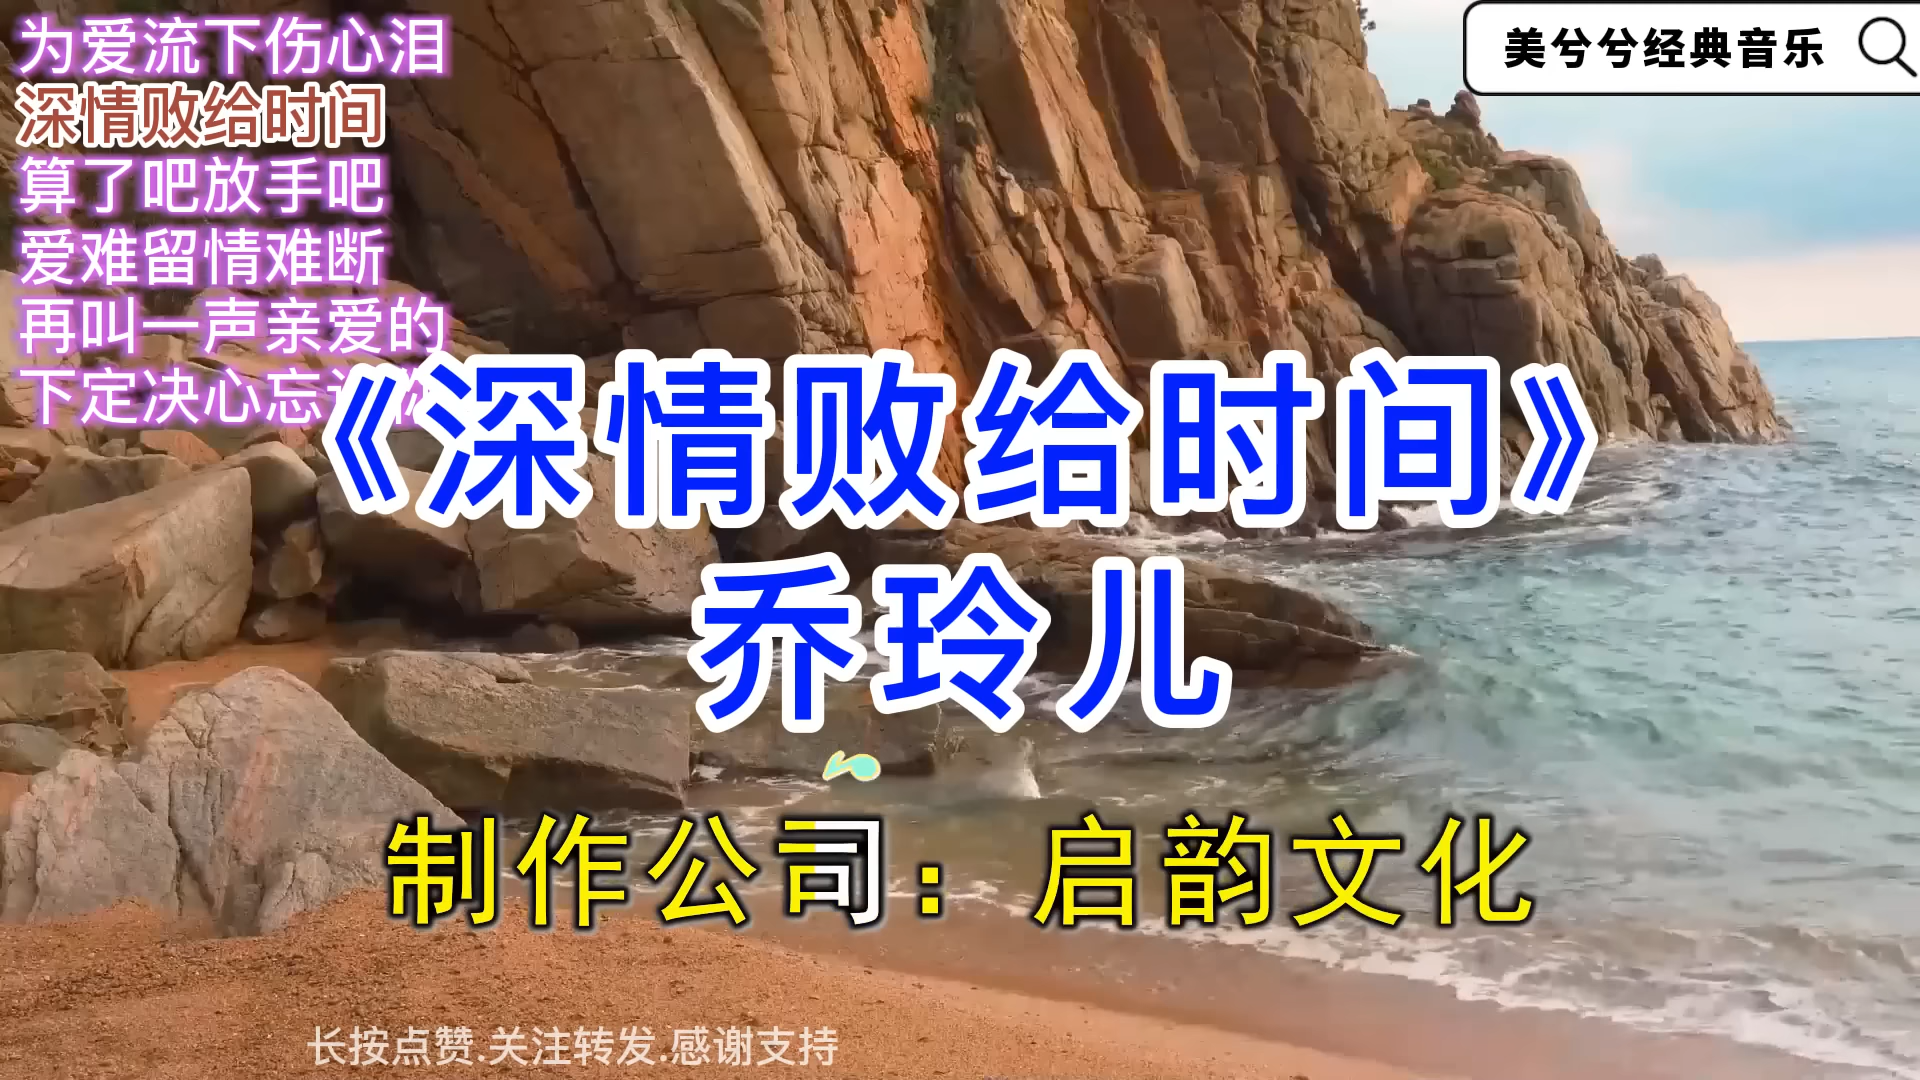 为爱流下伤心泪
深情败给时间
算了吧放手吧
爱难留情难断
再叫一声亲爱的
下定决心忘
美兮兮经典音乐
《深情败给时间》
乔玲儿
制作公司：启韵文化
长按点赞.关注转发.感谢支持